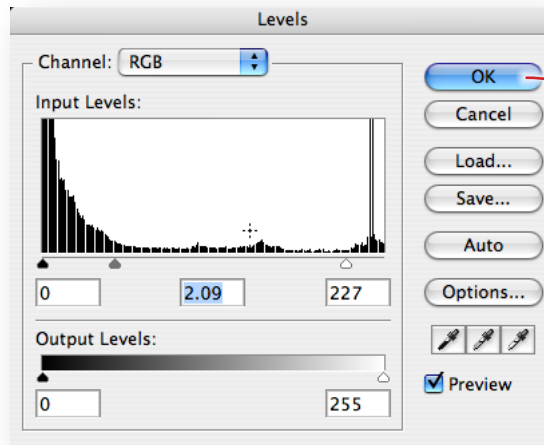 Levels
Channel: RGB
Input Levels:
0 2.09 227
Output Levels:
0 255
OK
Cancel
Load...
Save...
Auto
Options...
Preview